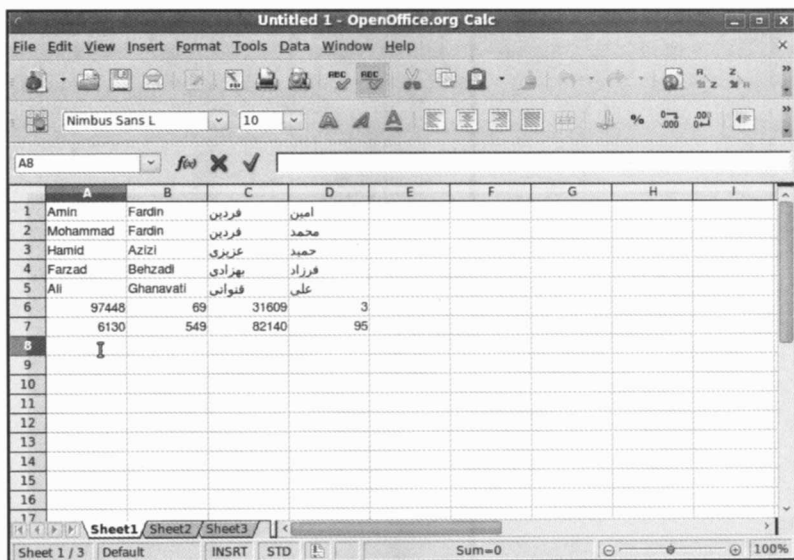 Untitled 1 - OpenOffice.org Calc
File Edit View Insert Format Tools Data Window Help
Nimbus Sans L 10
A8 f(x)
A B C D E F G H I
1 Amin Fardin فردین امین
2 Mohammad Fardin فردین محمد
3 Hamid Azizi عزیزی حمید
4 Farzad Behzadi بهزادی فرزاد
5 Ali Ghanavati قنواتی علی
6 97448 69 31609 3
7 6130 549 82140 95
8
9
10
11
12
13
14
15
16
17
Sheet1 Sheet2 Sheet3
Sheet 1 / 3 Default INSRT STD Sum=0 100%